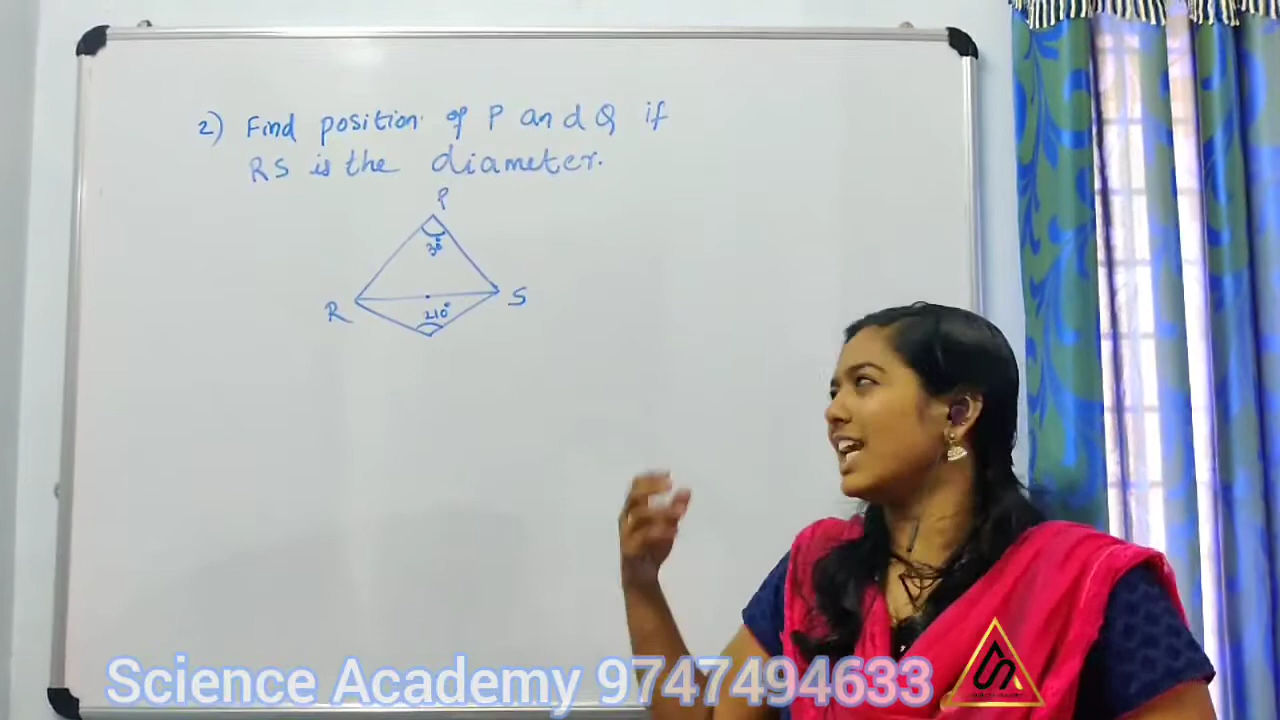 2) Find position of P and Q if
RS is the diameter.
P
30°
R
S
210°
Science Academy 9747494633